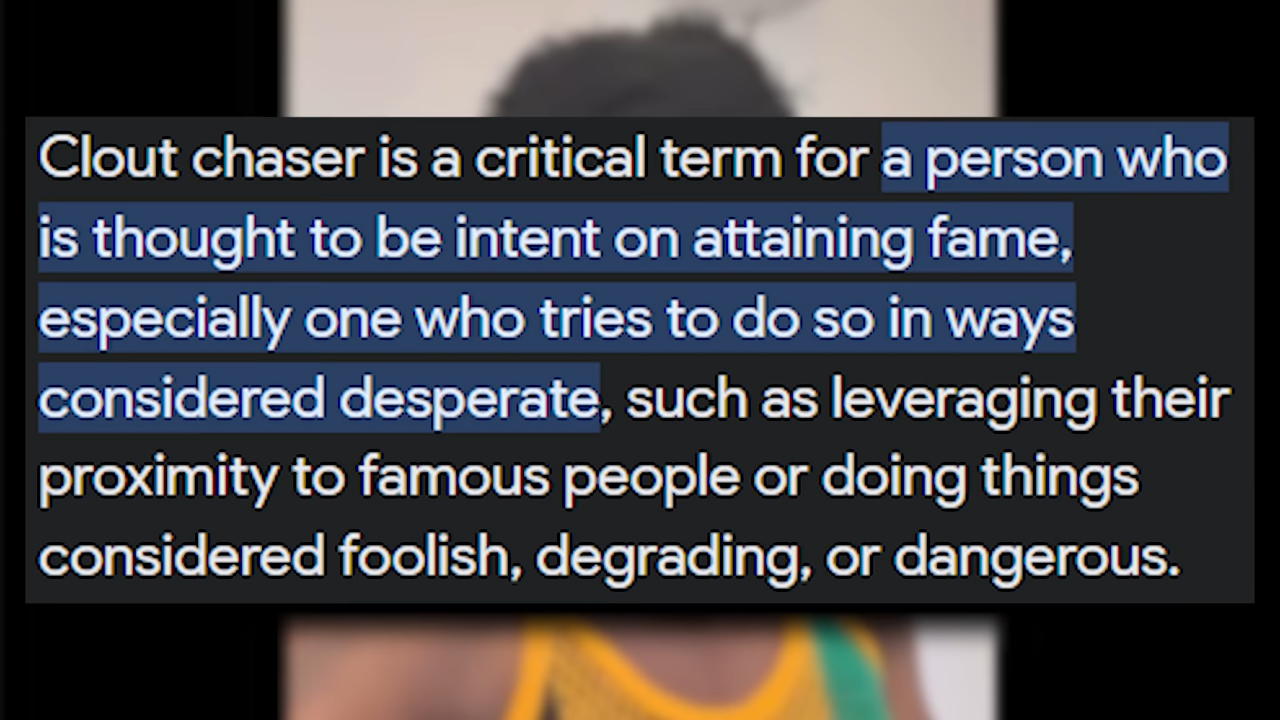 Clout chaser is a critical term for a person who
is thought to be intent on attaining fame,
especially one who tries to do so in ways
considered desperate, such as leveraging their
proximity to famous people or doing things
considered foolish, degrading, or dangerous.